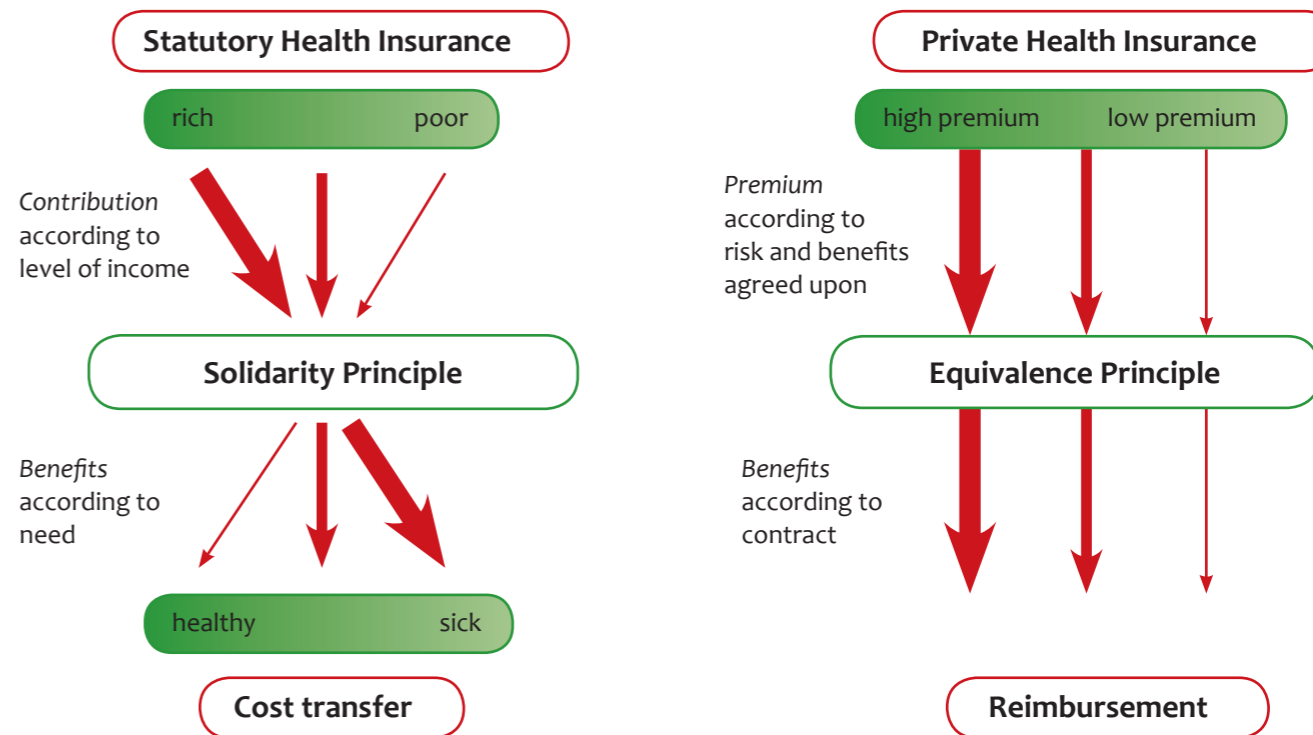 Statutory Health Insurance
rich
poor
Contribution
according to
level of income
Solidarity Principle
Benefits
according to
need
healthy
sick
Cost transfer
Private Health Insurance
high premium
low premium
Premium
according to
risk and benefits
agreed upon
Equivalence Principle
Benefits
according to
contract
Reimbursement